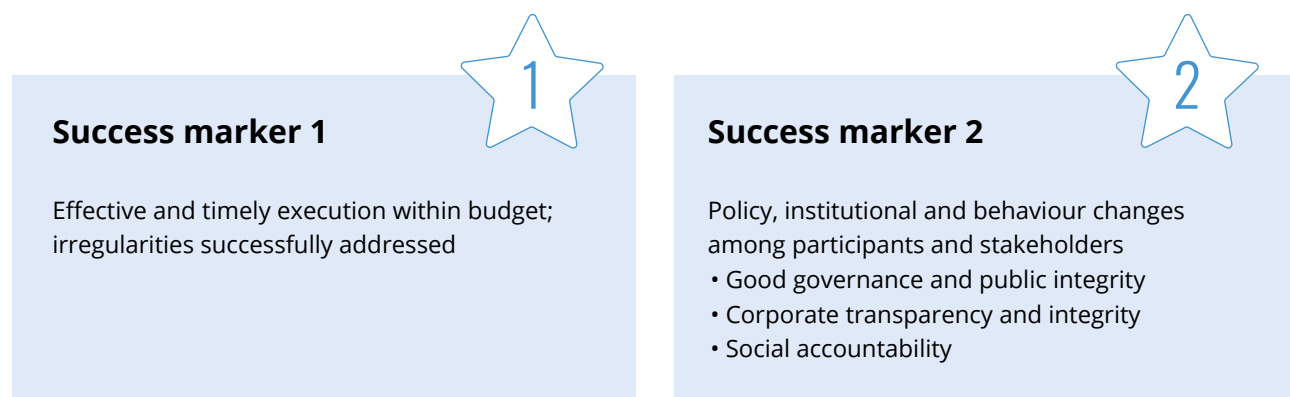 1
Success marker 1
Effective and timely execution within budget;
irregularities successfully addressed
2
Success marker 2
Policy, institutional and behaviour changes
among participants and stakeholders
• Good governance and public integrity
• Corporate transparency and integrity
• Social accountability